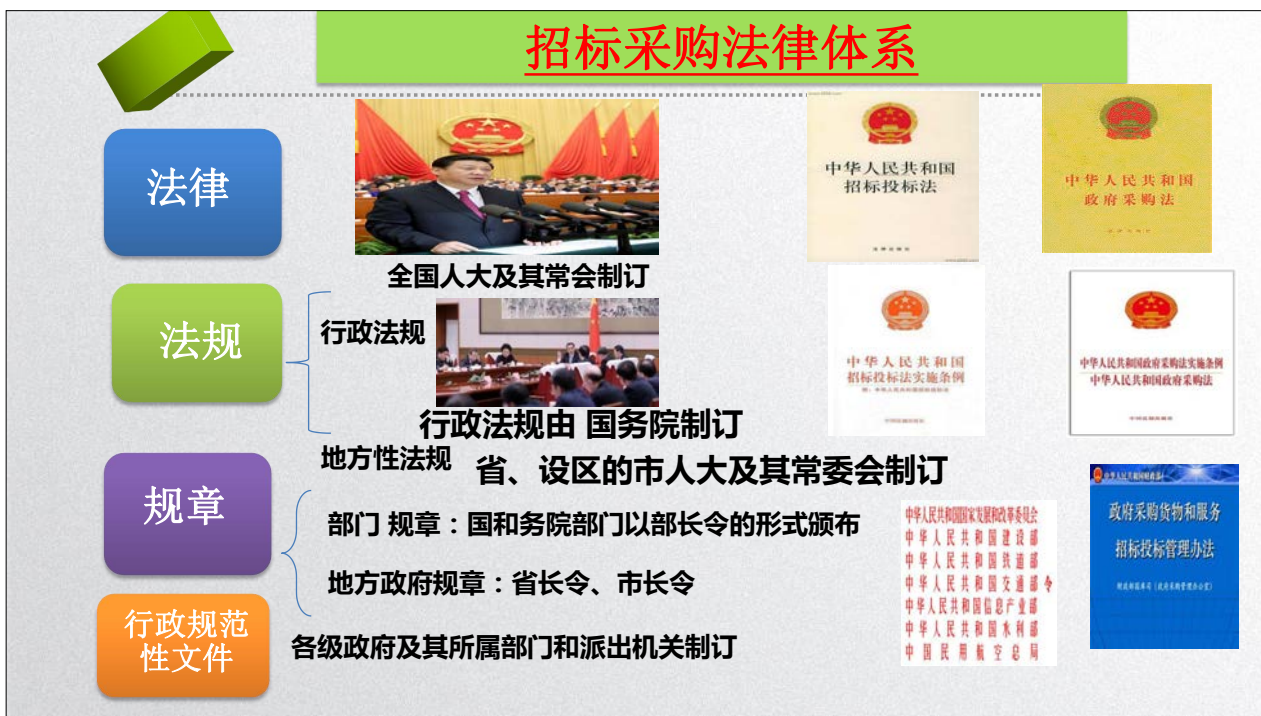 招标采购法律体系
法律
全国人大及其常会制订
中华人民共和国
招标投标法
中华人民共和国
政府采购法
法规
行政法规
行政法规由 国务院制订
中华人民共和国
招标投标法实施条例
中华人民共和国政府采购法实施条例
中华人民共和国政府采购法
地方性法规
省、设区的市人大及其常委会制订
规章
部门 规章：国和务院部门以部长令的形式颁布
地方政府规章：省长令、市长令
中华人民共和国国家发展和改革委员会
中华人民共和国建设部
中华人民共和国铁道部
中华人民共和国交通部 令
中华人民共和国信息产业部
中华人民共和国水利部
中国民用航空总局
中华人民共和国财政部
政府采购货物和服务
招标投标管理办法
行政规范
性文件
各级政府及其所属部门和派出机关制订